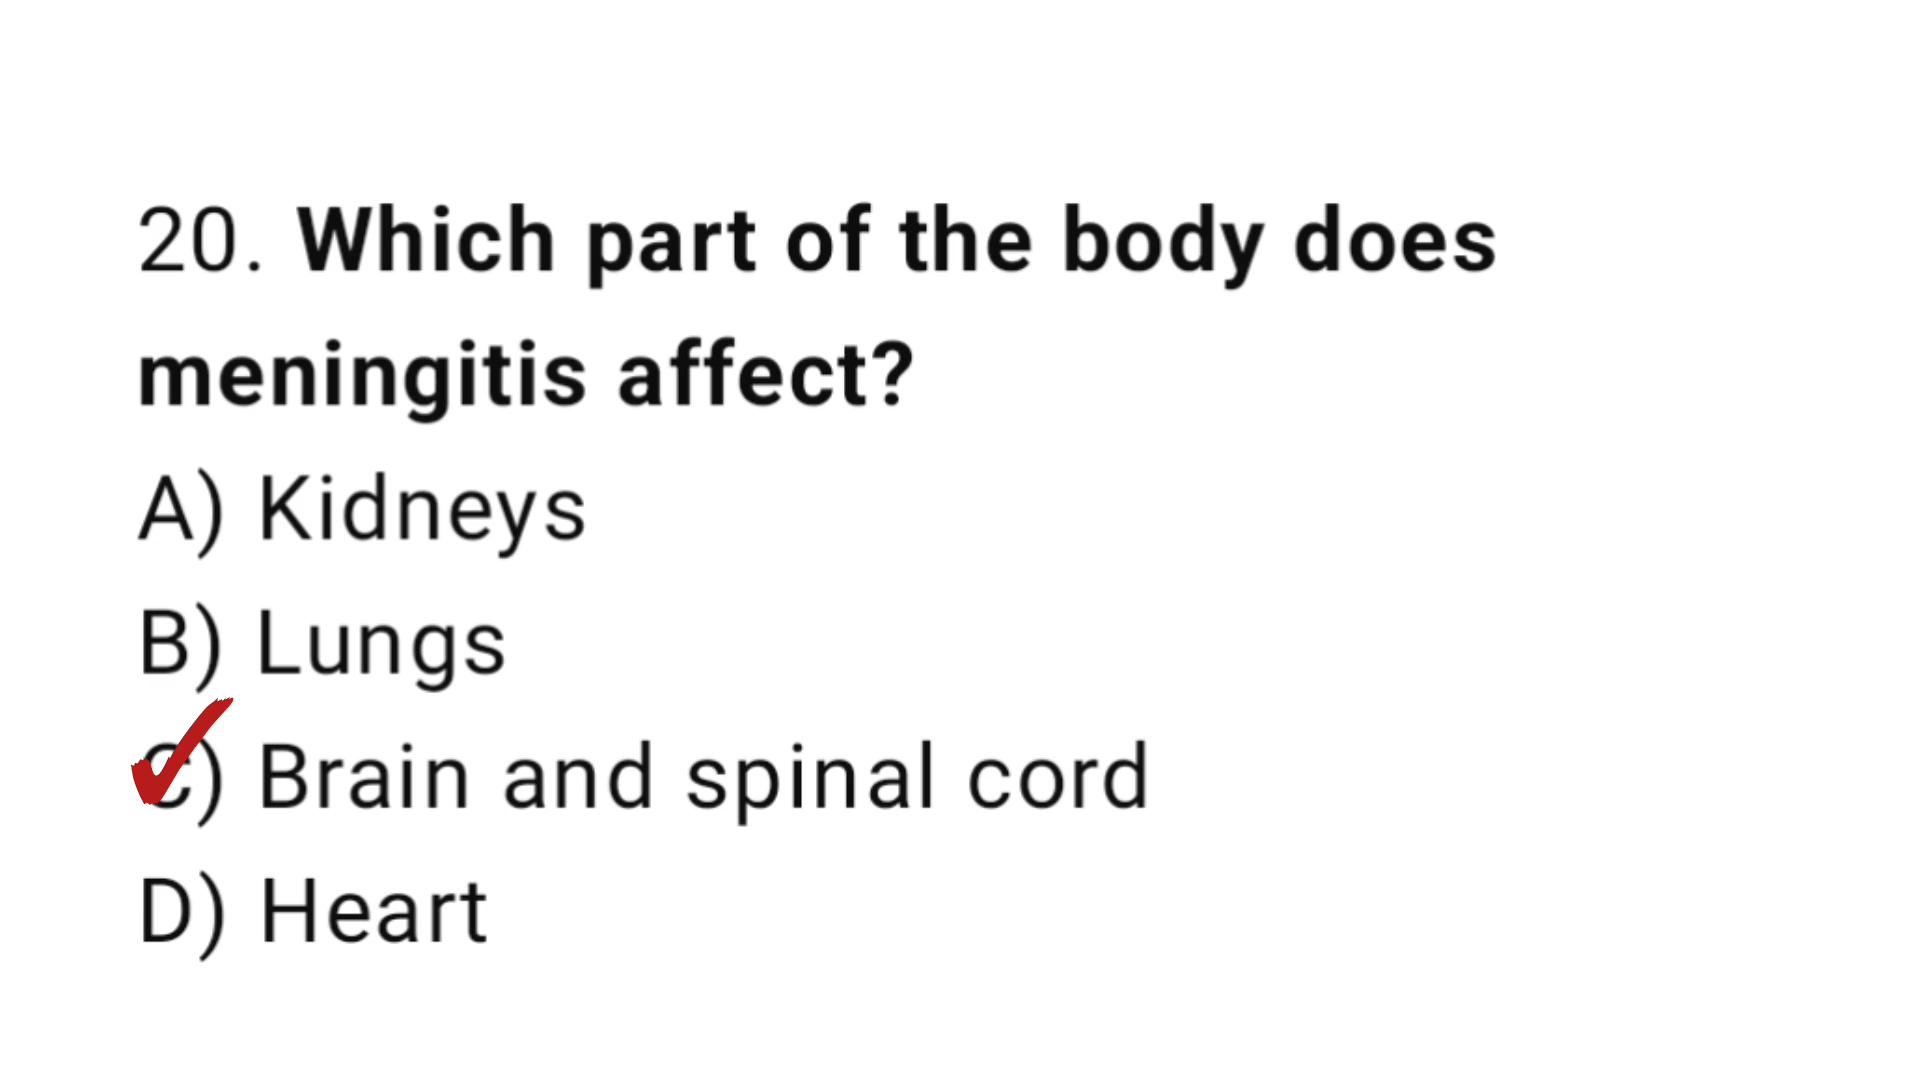 20. Which part of the body does
meningitis affect?
A) Kidneys
B) Lungs
C) Brain and spinal cord
D) Heart